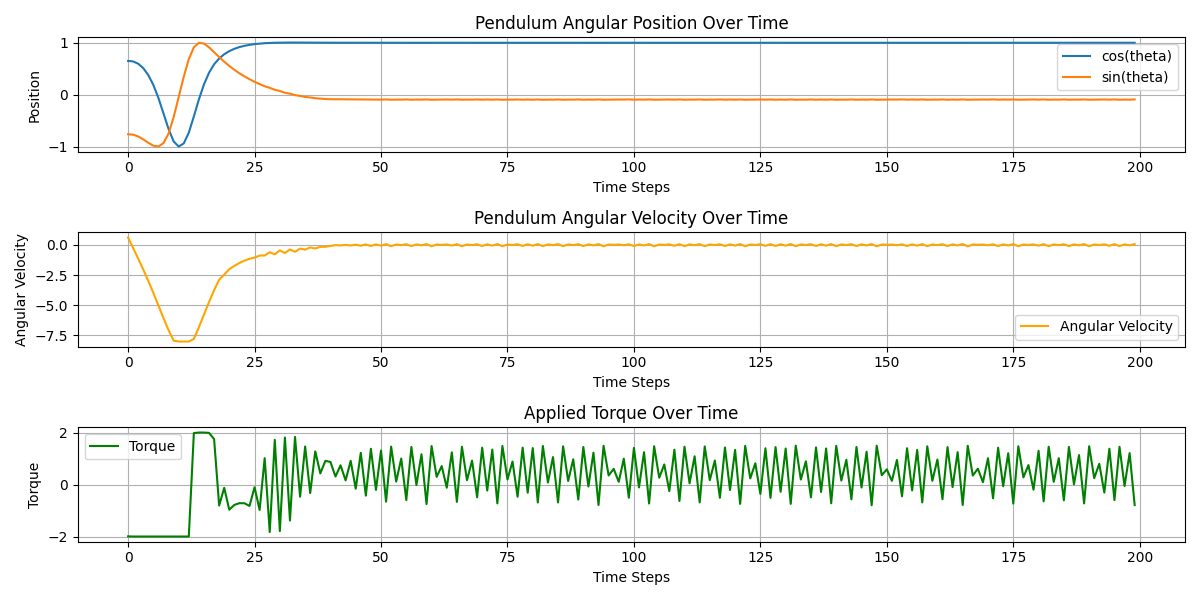 Pendulum Angular Position Over Time
Position
1
0
−1
cos(theta)
sin(theta)
0 25 50 75 100 125 150 175 200
Time Steps
Pendulum Angular Velocity Over Time
Angular Velocity
0.0
−2.5
−5.0
−7.5
Angular Velocity
0 25 50 75 100 125 150 175 200
Time Steps
Applied Torque Over Time
Torque
2
0
−2
Torque
0 25 50 75 100 125 150 175 200
Time Steps